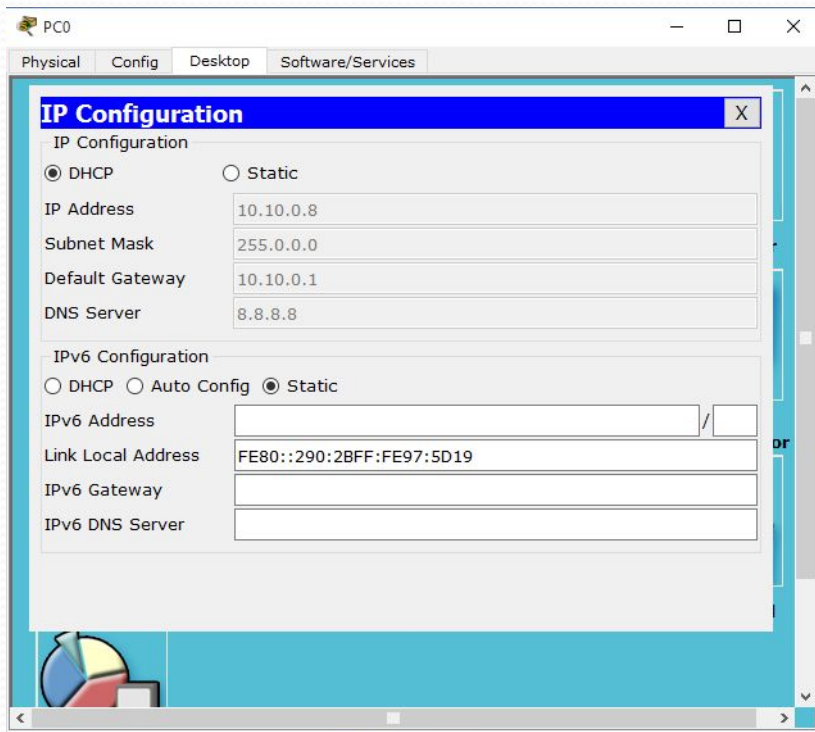 PC0
Physical Config Desktop Software/Services
IP Configuration X
IP Configuration
DHCP Static
IP Address 10.10.0.8
Subnet Mask 255.0.0.0
Default Gateway 10.10.0.1
DNS Server 8.8.8.8
IPv6 Configuration
DHCP Auto Config Static
IPv6 Address /
Link Local Address FE80::290:2BFF:FE97:5D19
IPv6 Gateway
IPv6 DNS Server
or